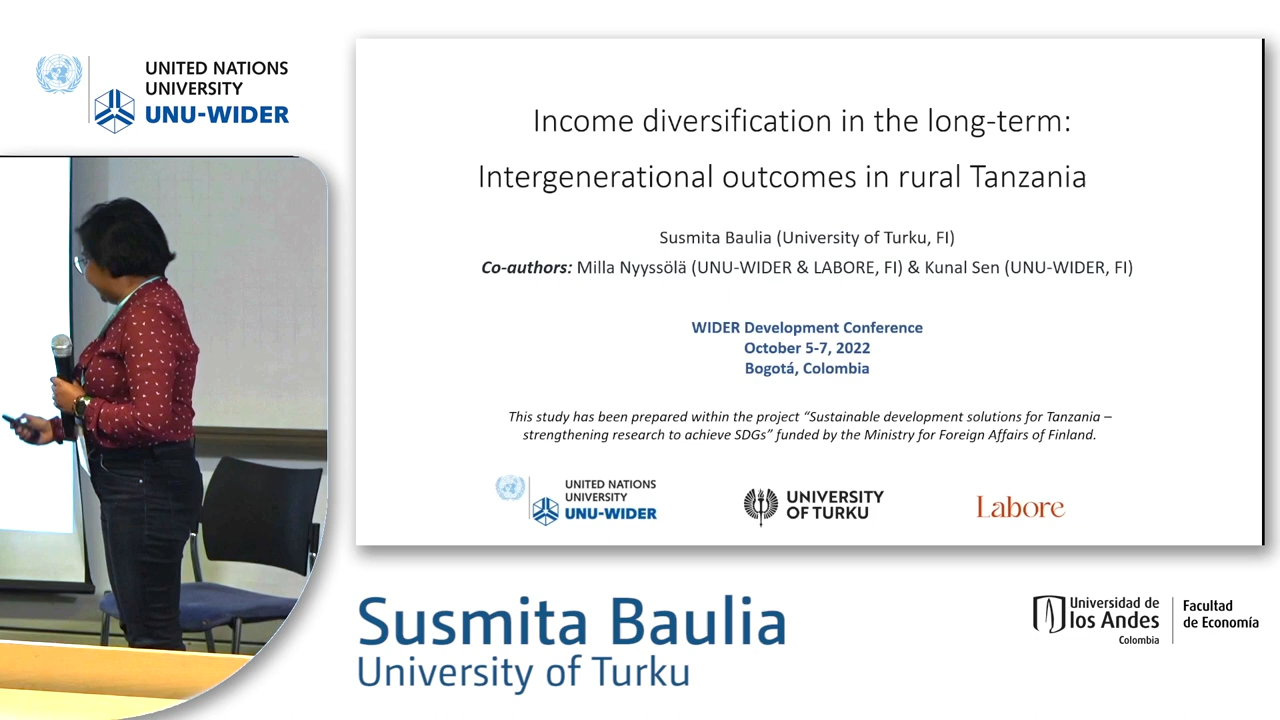 UNITED NATIONS
UNIVERSITY
UNU-WIDER
Income diversification in the long-term:
Intergenerational outcomes in rural Tanzania
Susmita Baulia (University of Turku, FI)
Co-authors: Milla Nyyssölä (UNU-WIDER & LABORE, FI) & Kunal Sen (UNU-WIDER, FI)
WIDER Development Conference
October 5-7, 2022
Bogotá, Colombia
This study has been prepared within the project “Sustainable development solutions for Tanzania –
strengthening research to achieve SDGs” funded by the Ministry for Foreign Affairs of Finland.
UNITED NATIONS
UNIVERSITY
UNU-WIDER
UNIVERSITY
OF TURKU
Labore
Susmita Baulia
University of Turku
Universidad de
los Andes
Colombia
Facultad
de Economía